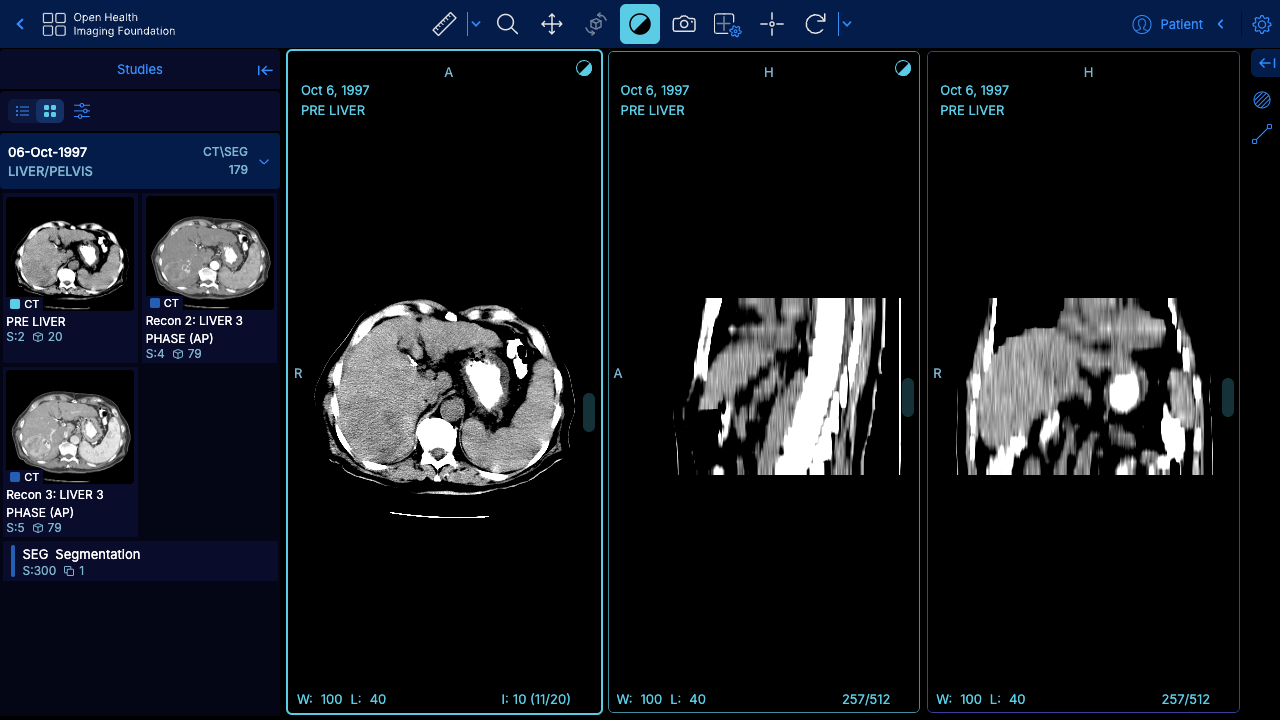 Open Health
Imaging Foundation
Patient
Studies
06-Oct-1997
CT\SEG
LIVER/PELVIS
179
CT
PRE LIVER
S:2 20
CT
Recon 2: LIVER 3
PHASE (AP)
S:4 79
CT
Recon 3: LIVER 3
PHASE (AP)
S:5 79
SEG Segmentation
S:300 1
A
Oct 6, 1997
PRE LIVER
R
W: 100 L: 40
I: 10 (11/20)
H
Oct 6, 1997
PRE LIVER
A
W: 100 L: 40
257/512
H
Oct 6, 1997
PRE LIVER
R
W: 100 L: 40
257/512